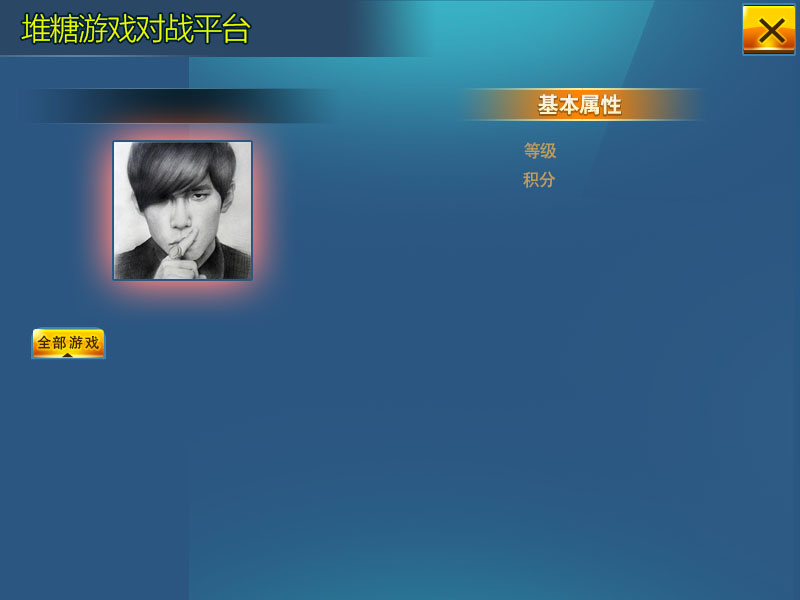 堆糖游戏对战平台
基本属性
等级
积分
全部游戏